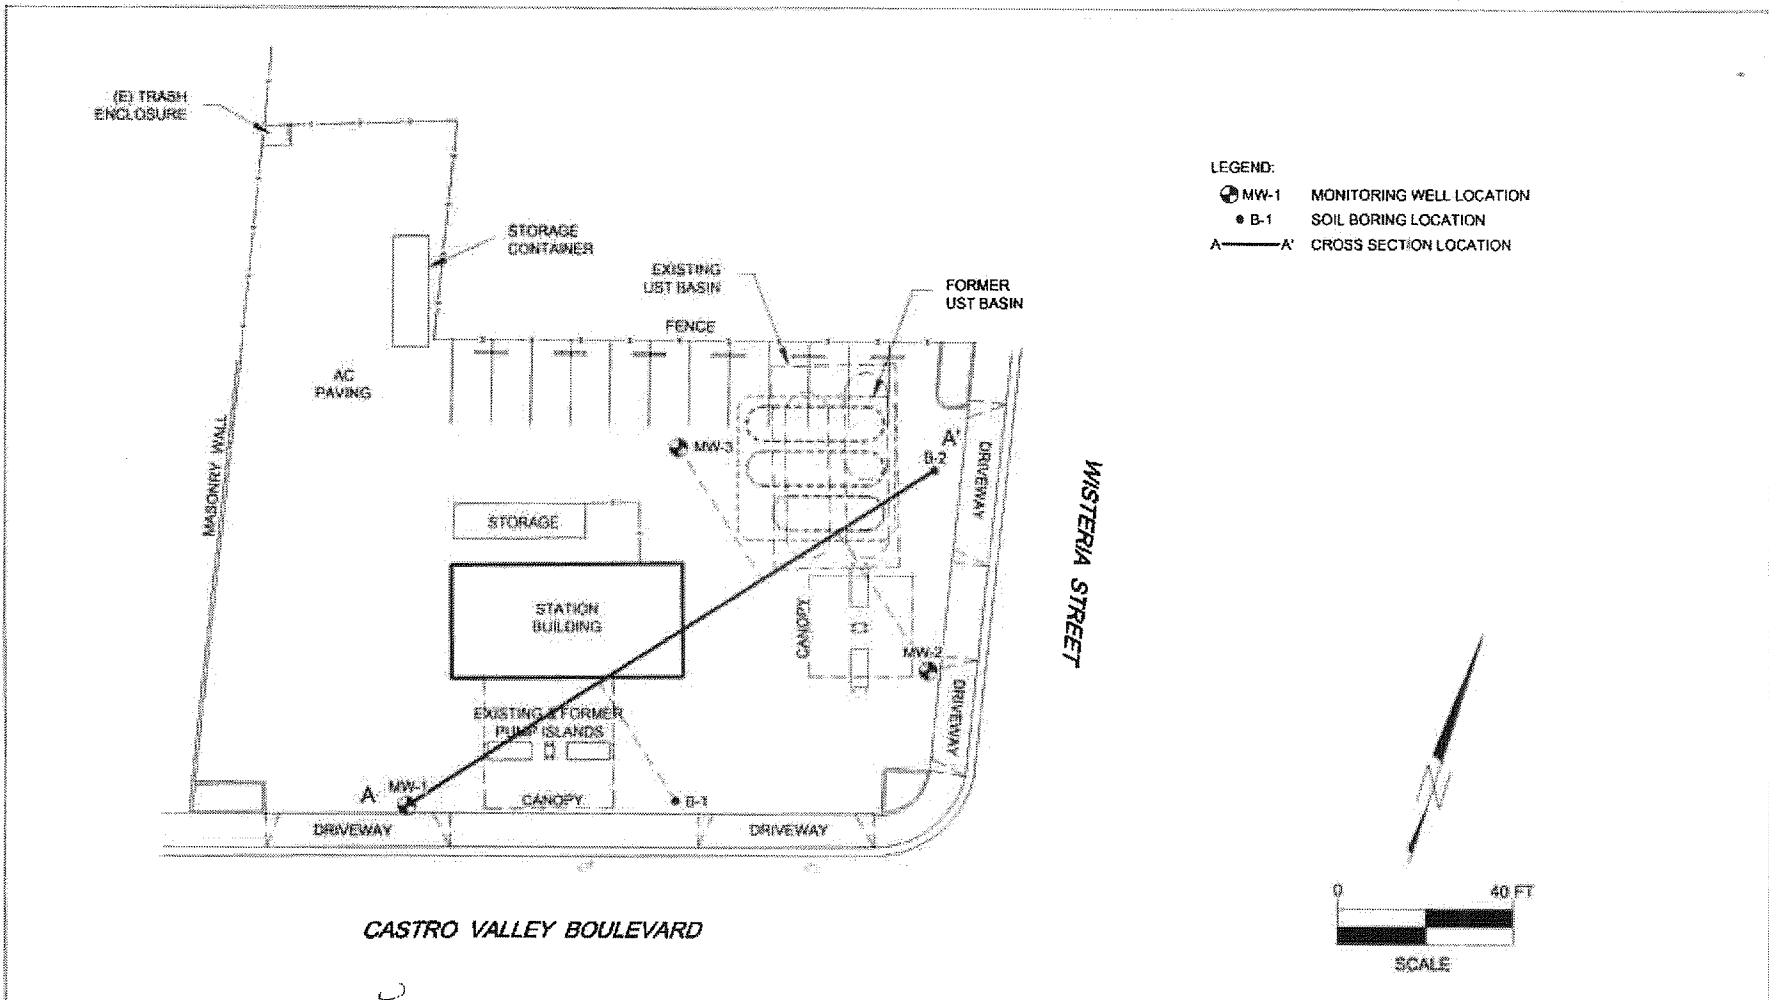 (E) TRASH
ENCLOSURE
STORAGE
CONTAINER
EXISTING
UST BASIN
FORMER
UST BASIN
FENCE
AC
PAVING
MASONRY WALL
MW-3
A'
B-2
DRIVEWAY
WISTERIA STREET
STORAGE
STATION
BUILDING
CANOPY
MW-2
DRIVEWAY
EXISTING & FORMER
PUMP ISLANDS
A
MW-1
CANOPY
B-1
DRIVEWAY
DRIVEWAY
CASTRO VALLEY BOULEVARD
LEGEND:
MW-1 MONITORING WELL LOCATION
B-1 SOIL BORING LOCATION
A A' CROSS SECTION LOCATION
N
0 40 FT
SCALE